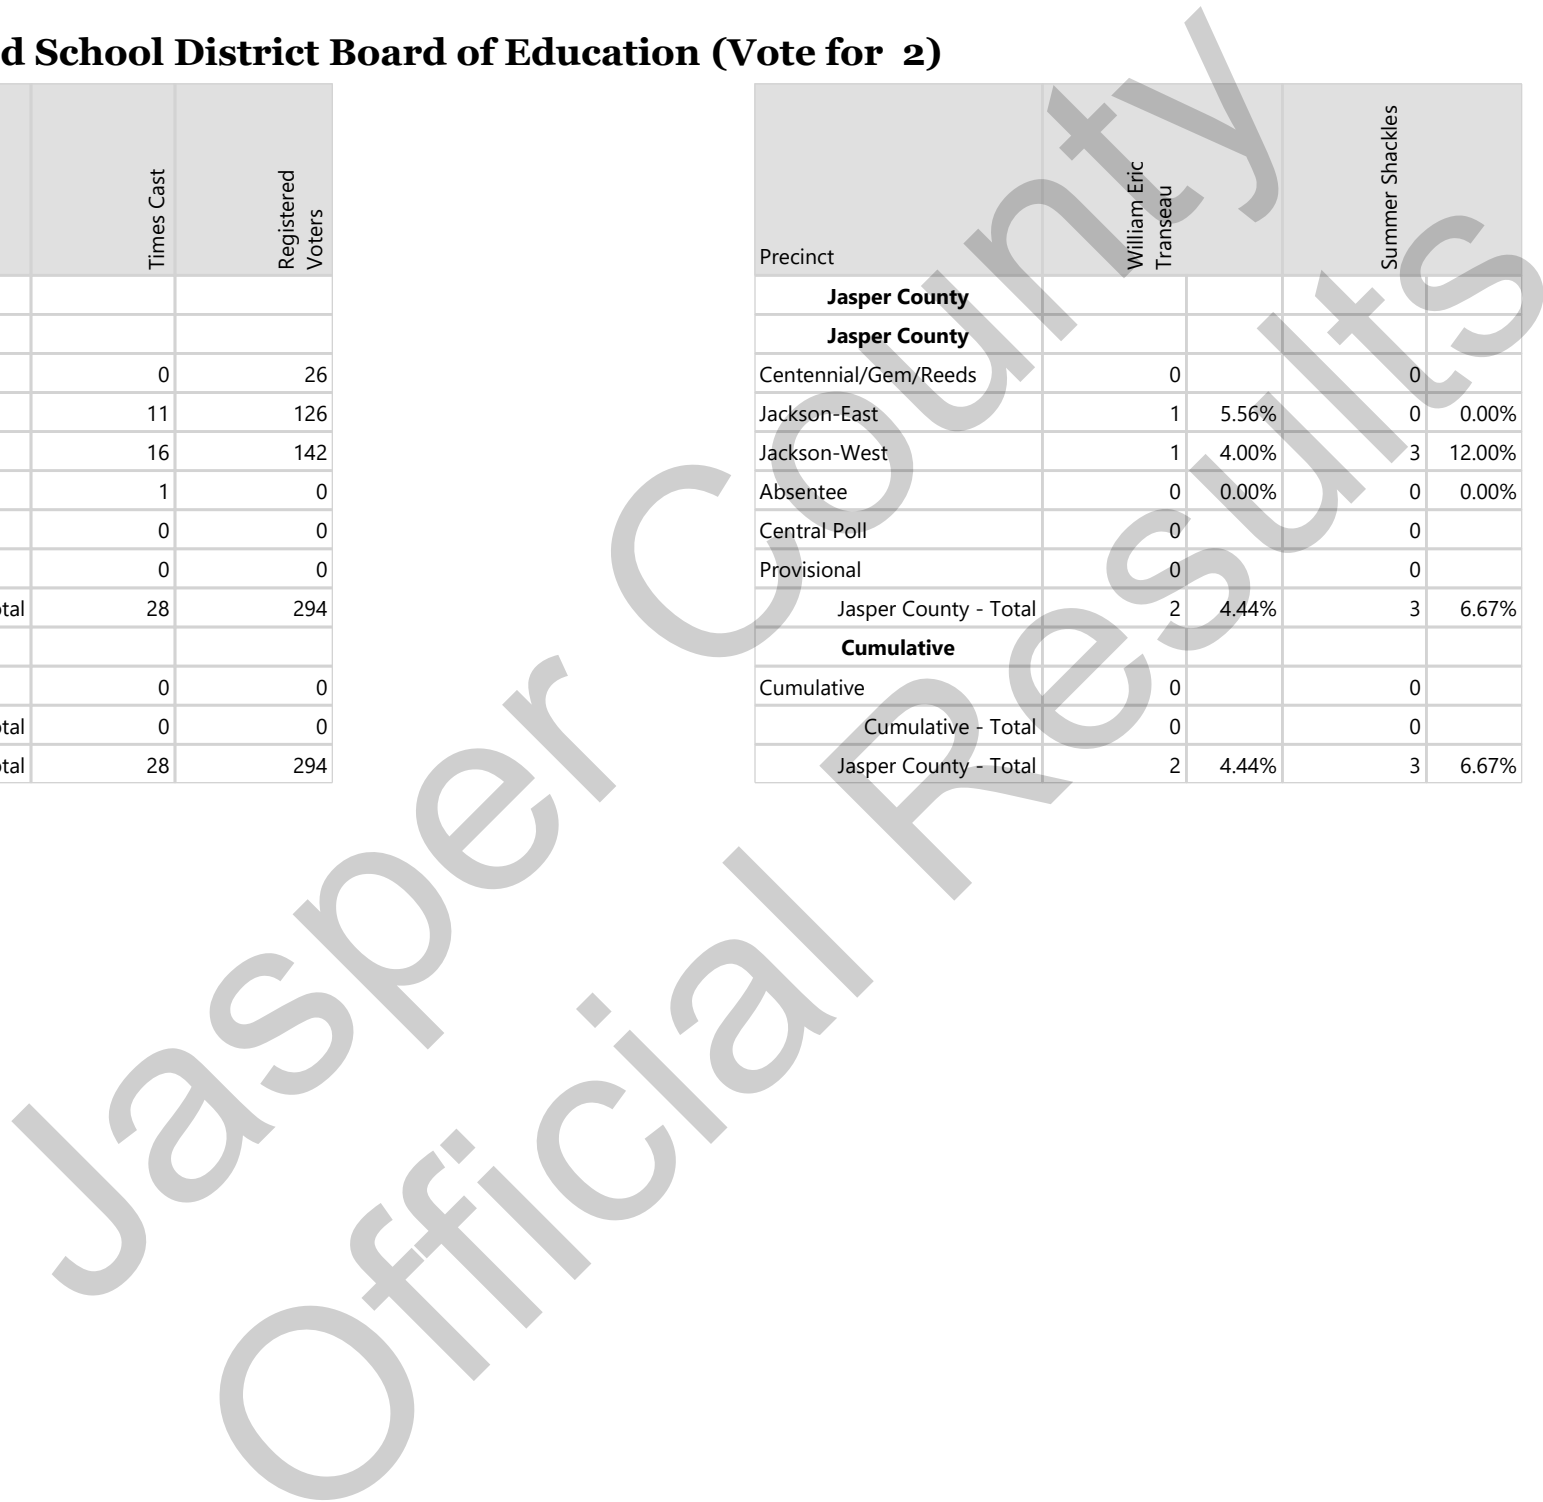 d School District Board of Education (Vote for 2)
Times Cast Registered Voters
0 26
11 126
16 142
1 0
0 0
0 0
28 294
0 0
0 0
28 294
Precinct William Eric Transeau Summer Shackles
Jasper County
Jasper County
Centennial/Gem/Reeds 0 0
Jackson-East 1 5.56% 0 0.00%
Jackson-West 1 4.00% 3 12.00%
Absentee 0 0.00% 0 0.00%
Central Poll 0 0
Provisional 0 0
Jasper County - Total 2 4.44% 3 6.67%
Cumulative
Cumulative 0 0
Cumulative - Total 0 0
Jasper County - Total 2 4.44% 3 6.67%
Jasper County
Official Results